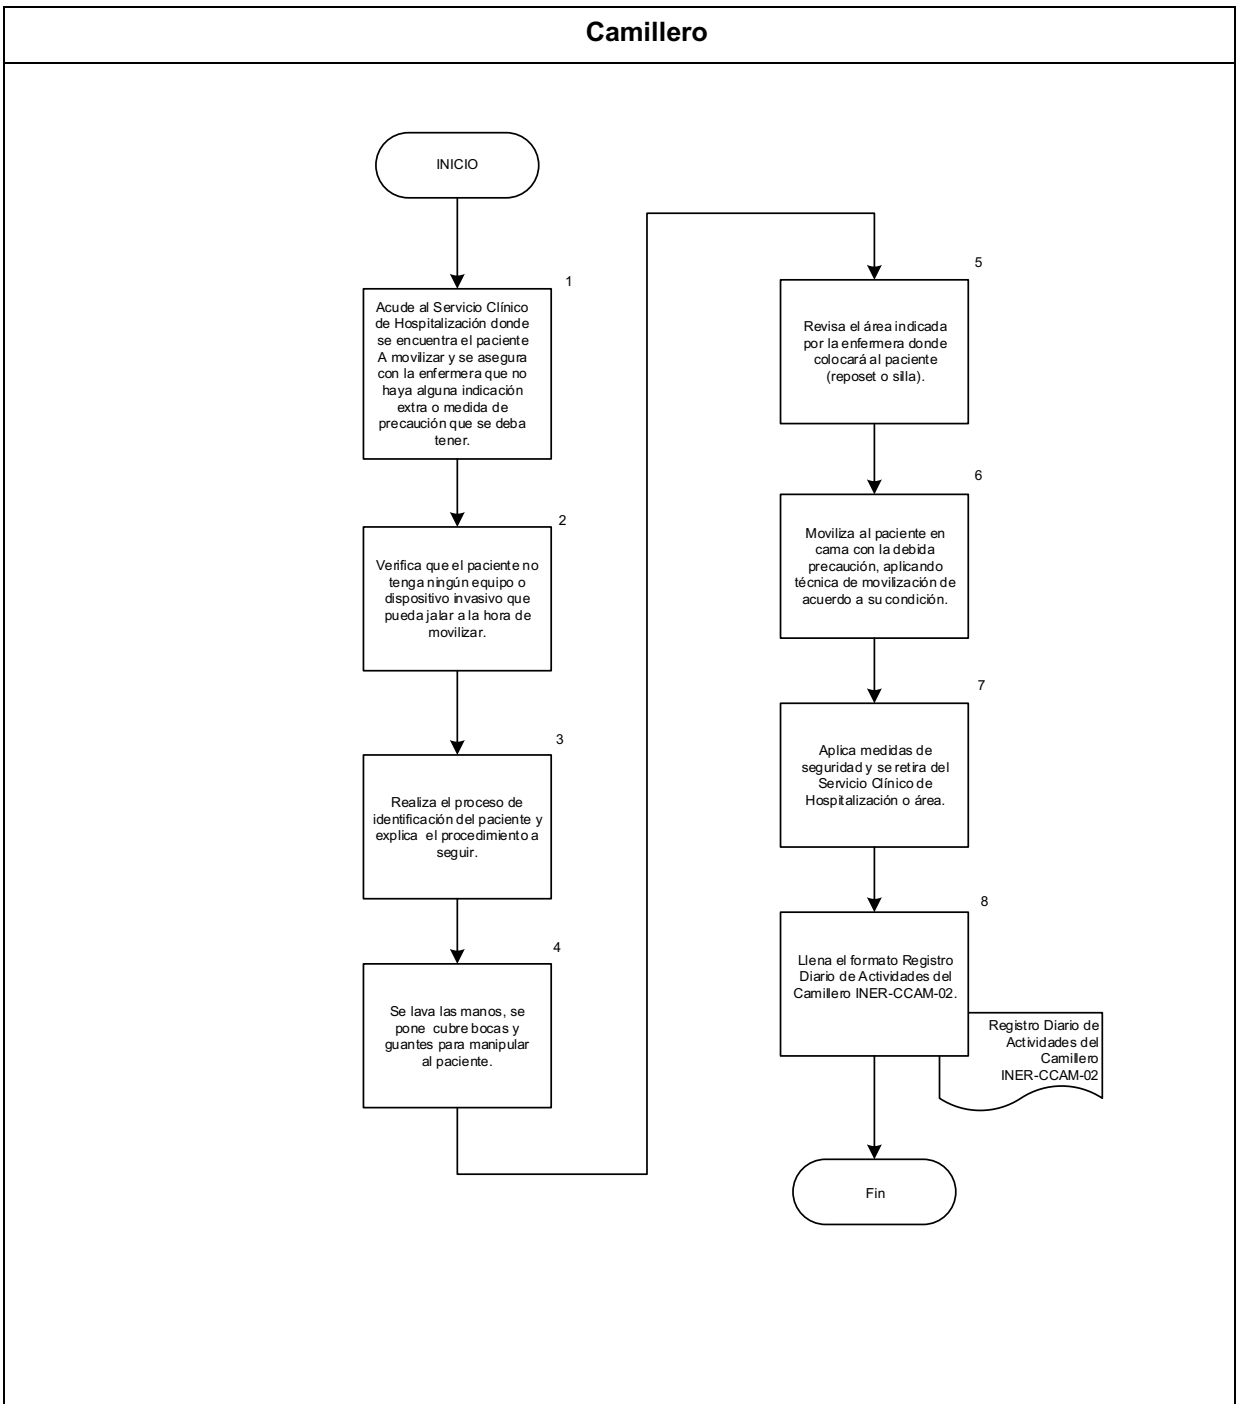 Camillero
INICIO
1
Acude al Servicio Clínico
de Hospitalización donde
se encuentra el paciente
A movilizar y se asegura
con la enfermera que no
haya alguna indicación
extra o medida de
precaución que se deba
tener.
2
Verifica que el paciente no
tenga ningún equipo o
dispositivo invasivo que
pueda jalar a la hora de
movilizar.
3
Realiza el proceso de
identificación del paciente y
explica el procedimiento a
seguir.
4
Se lava las manos, se
pone cubre bocas y
guantes para manipular
al paciente.
5
Revisa el área indicada
por la enfermera donde
colocará al paciente
(reposet o silla).
6
Moviliza al paciente en
cama con la debida
precaución, aplicando
técnica de movilización de
acuerdo a su condición.
7
Aplica medidas de
seguridad y se retira del
Servicio Clínico de
Hospitalización o área.
8
Llena el formato Registro
Diario de Actividades del
Camillero INER-CCAM-02.
Registro Diario de
Actividades del
Camillero
INER-CCAM-02
Fin